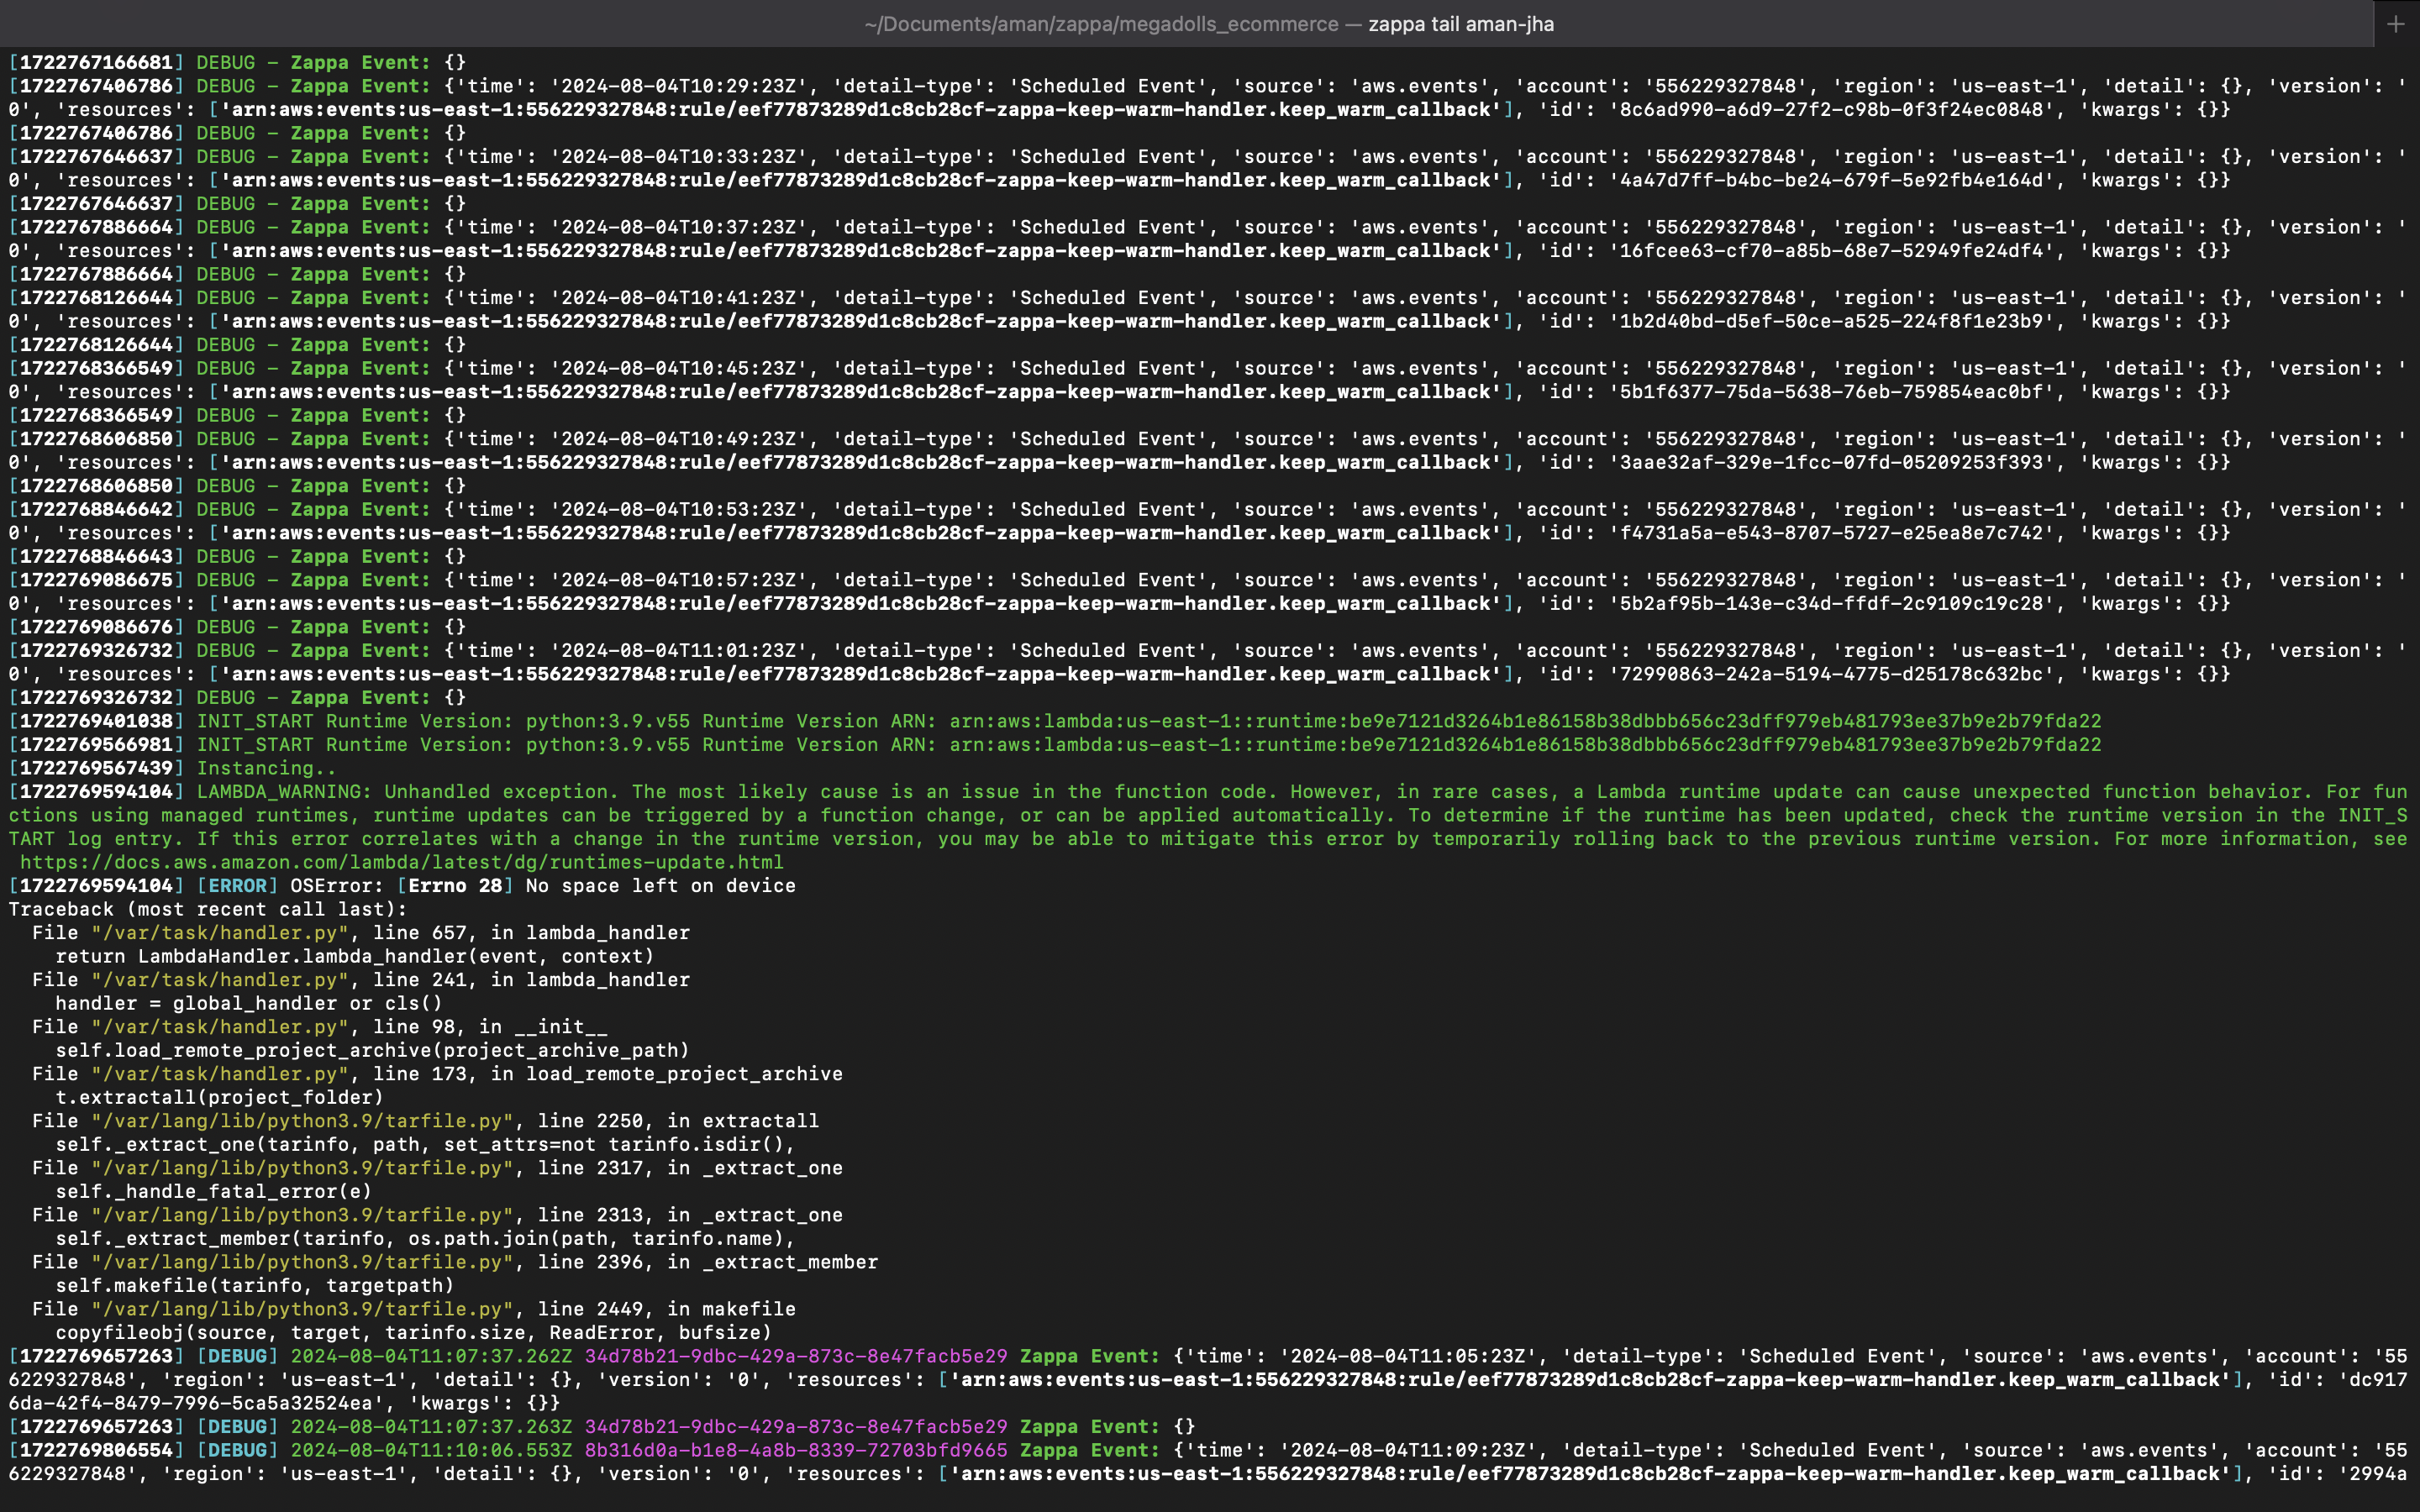 ~/Documents/aman/zappa/megadolls_ecommerce — zappa tail aman-jha +
[1722767166681] DEBUG - Zappa Event: {}
[1722767406786] DEBUG - Zappa Event: {'time': '2024-08-04T10:29:23Z', 'detail-type': 'Scheduled Event', 'source': 'aws.events', 'account': '556229327848', 'region': 'us-east-1', 'detail': {}, 'version': '
0', 'resources': ['arn:aws:events:us-east-1:556229327848:rule/eef77873289d1c8cb28cf-zappa-keep-warm-handler.keep_warm_callback'], 'id': '8c6ad990-a6d9-27f2-c98b-0f3f24ec0848', 'kwargs': {}}
[1722767406786] DEBUG - Zappa Event: {}
[1722767646637] DEBUG - Zappa Event: {'time': '2024-08-04T10:33:23Z', 'detail-type': 'Scheduled Event', 'source': 'aws.events', 'account': '556229327848', 'region': 'us-east-1', 'detail': {}, 'version': '
0', 'resources': ['arn:aws:events:us-east-1:556229327848:rule/eef77873289d1c8cb28cf-zappa-keep-warm-handler.keep_warm_callback'], 'id': '4a47d7ff-b4bc-be24-679f-5e92fb4e164d', 'kwargs': {}}
[1722767646637] DEBUG - Zappa Event: {}
[1722767886664] DEBUG - Zappa Event: {'time': '2024-08-04T10:37:23Z', 'detail-type': 'Scheduled Event', 'source': 'aws.events', 'account': '556229327848', 'region': 'us-east-1', 'detail': {}, 'version': '
0', 'resources': ['arn:aws:events:us-east-1:556229327848:rule/eef77873289d1c8cb28cf-zappa-keep-warm-handler.keep_warm_callback'], 'id': '16fcee63-cf70-a85b-68e7-52949fe24df4', 'kwargs': {}}
[1722767886664] DEBUG - Zappa Event: {}
[1722768126644] DEBUG - Zappa Event: {'time': '2024-08-04T10:41:23Z', 'detail-type': 'Scheduled Event', 'source': 'aws.events', 'account': '556229327848', 'region': 'us-east-1', 'detail': {}, 'version': '
0', 'resources': ['arn:aws:events:us-east-1:556229327848:rule/eef77873289d1c8cb28cf-zappa-keep-warm-handler.keep_warm_callback'], 'id': '1b2d40bd-d5ef-50ce-a525-224f8f1e23b9', 'kwargs': {}}
[1722768126644] DEBUG - Zappa Event: {}
[1722768366549] DEBUG - Zappa Event: {'time': '2024-08-04T10:45:23Z', 'detail-type': 'Scheduled Event', 'source': 'aws.events', 'account': '556229327848', 'region': 'us-east-1', 'detail': {}, 'version': '
0', 'resources': ['arn:aws:events:us-east-1:556229327848:rule/eef77873289d1c8cb28cf-zappa-keep-warm-handler.keep_warm_callback'], 'id': '5b1f6377-75da-5638-76eb-759854eac0bf', 'kwargs': {}}
[1722768366549] DEBUG - Zappa Event: {}
[1722768606850] DEBUG - Zappa Event: {'time': '2024-08-04T10:49:23Z', 'detail-type': 'Scheduled Event', 'source': 'aws.events', 'account': '556229327848', 'region': 'us-east-1', 'detail': {}, 'version': '
0', 'resources': ['arn:aws:events:us-east-1:556229327848:rule/eef77873289d1c8cb28cf-zappa-keep-warm-handler.keep_warm_callback'], 'id': '3aae32af-329e-1fcc-07fd-05209253f393', 'kwargs': {}}
[1722768606850] DEBUG - Zappa Event: {}
[1722768846642] DEBUG - Zappa Event: {'time': '2024-08-04T10:53:23Z', 'detail-type': 'Scheduled Event', 'source': 'aws.events', 'account': '556229327848', 'region': 'us-east-1', 'detail': {}, 'version': '
0', 'resources': ['arn:aws:events:us-east-1:556229327848:rule/eef77873289d1c8cb28cf-zappa-keep-warm-handler.keep_warm_callback'], 'id': 'f4731a5a-e543-8707-5727-e25ea8e7c742', 'kwargs': {}}
[1722768846643] DEBUG - Zappa Event: {}
[1722769086675] DEBUG - Zappa Event: {'time': '2024-08-04T10:57:23Z', 'detail-type': 'Scheduled Event', 'source': 'aws.events', 'account': '556229327848', 'region': 'us-east-1', 'detail': {}, 'version': '
0', 'resources': ['arn:aws:events:us-east-1:556229327848:rule/eef77873289d1c8cb28cf-zappa-keep-warm-handler.keep_warm_callback'], 'id': '5b2af95b-143e-c34d-ffdf-2c9109c19c28', 'kwargs': {}}
[1722769086676] DEBUG - Zappa Event: {}
[1722769326732] DEBUG - Zappa Event: {'time': '2024-08-04T11:01:23Z', 'detail-type': 'Scheduled Event', 'source': 'aws.events', 'account': '556229327848', 'region': 'us-east-1', 'detail': {}, 'version': '
0', 'resources': ['arn:aws:events:us-east-1:556229327848:rule/eef77873289d1c8cb28cf-zappa-keep-warm-handler.keep_warm_callback'], 'id': '72990863-242a-5194-4775-d25178c632bc', 'kwargs': {}}
[1722769326732] DEBUG - Zappa Event: {}
[1722769401038] INIT_START Runtime Version: python:3.9.v55 Runtime Version ARN: arn:aws:lambda:us-east-1::runtime:be9e7121d3264b1e86158b38dbbb656c23dff979eb481793ee37b9e2b79fda22
[1722769566981] INIT_START Runtime Version: python:3.9.v55 Runtime Version ARN: arn:aws:lambda:us-east-1::runtime:be9e7121d3264b1e86158b38dbbb656c23dff979eb481793ee37b9e2b79fda22
[1722769567439] Instancing..
[1722769594104] LAMBDA_WARNING: Unhandled exception. The most likely cause is an issue in the function code. However, in rare cases, a Lambda runtime update can cause unexpected function behavior. For fun
ctions using managed runtimes, runtime updates can be triggered by a function change, or can be applied automatically. To determine if the runtime has been updated, check the runtime version in the INIT_S
TART log entry. If this error correlates with a change in the runtime version, you may be able to mitigate this error by temporarily rolling back to the previous runtime version. For more information, see
https://docs.aws.amazon.com/lambda/latest/dg/runtimes-update.html
[1722769594104] [ERROR] OSError: [Errno 28] No space left on device
Traceback (most recent call last):
File "/var/task/handler.py", line 657, in lambda_handler
return LambdaHandler.lambda_handler(event, context)
File "/var/task/handler.py", line 241, in lambda_handler
handler = global_handler or cls()
File "/var/task/handler.py", line 98, in __init__
self.load_remote_project_archive(project_archive_path)
File "/var/task/handler.py", line 173, in load_remote_project_archive
t.extractall(project_folder)
File "/var/lang/lib/python3.9/tarfile.py", line 2250, in extractall
self._extract_one(tarinfo, path, set_attrs=not tarinfo.isdir(),
File "/var/lang/lib/python3.9/tarfile.py", line 2317, in _extract_one
self._handle_fatal_error(e)
File "/var/lang/lib/python3.9/tarfile.py", line 2313, in _extract_one
self._extract_member(tarinfo, os.path.join(path, tarinfo.name),
File "/var/lang/lib/python3.9/tarfile.py", line 2396, in _extract_member
self.makefile(tarinfo, targetpath)
File "/var/lang/lib/python3.9/tarfile.py", line 2449, in makefile
copyfileobj(source, target, tarinfo.size, ReadError, bufsize)
[1722769657263] [DEBUG] 2024-08-04T11:07:37.262Z 34d78b21-9dbc-429a-873c-8e47facb5e29 Zappa Event: {'time': '2024-08-04T11:05:23Z', 'detail-type': 'Scheduled Event', 'source': 'aws.events', 'account': '55
6229327848', 'region': 'us-east-1', 'detail': {}, 'version': '0', 'resources': ['arn:aws:events:us-east-1:556229327848:rule/eef77873289d1c8cb28cf-zappa-keep-warm-handler.keep_warm_callback'], 'id': 'dc917
6da-42f4-8479-7996-5ca5a32524ea', 'kwargs': {}}
[1722769657263] [DEBUG] 2024-08-04T11:07:37.263Z 34d78b21-9dbc-429a-873c-8e47facb5e29 Zappa Event: {}
[1722769806554] [DEBUG] 2024-08-04T11:10:06.553Z 8b316d0a-b1e8-4a8b-8339-72703bfd9665 Zappa Event: {'time': '2024-08-04T11:09:23Z', 'detail-type': 'Scheduled Event', 'source': 'aws.events', 'account': '55
6229327848', 'region': 'us-east-1', 'detail': {}, 'version': '0', 'resources': ['arn:aws:events:us-east-1:556229327848:rule/eef77873289d1c8cb28cf-zappa-keep-warm-handler.keep_warm_callback'], 'id': '2994a